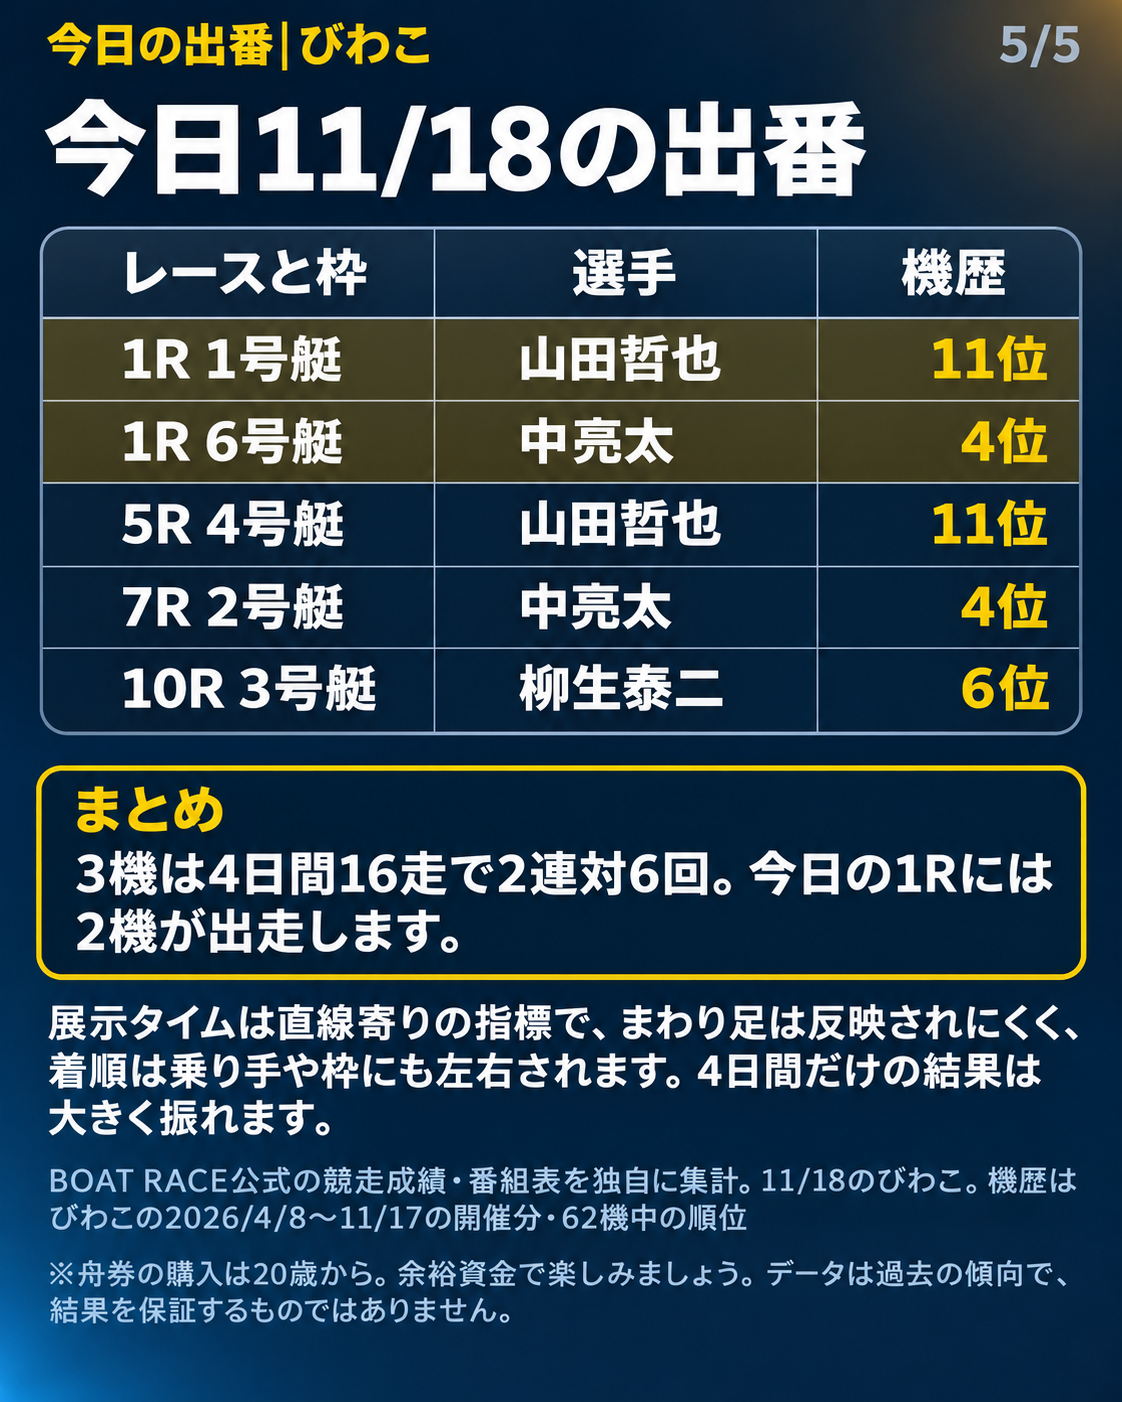 今日の出番|びわこ
5/5
今日11/18の出番
レースと枠 選手 機歴
1R 1号艇 山田哲也 11位
1R 6号艇 中亮太 4位
5R 4号艇 山田哲也 11位
7R 2号艇 中亮太 4位
10R 3号艇 柳生泰二 6位
まとめ
3機は4日間16走で2連対6回。今日の1Rには
2機が出走します。
展示タイムは直線寄りの指標で、まわり足は反映されにくく、
着順は乗り手や枠にも左右されます。4日間だけの結果は
大きく振れます。
BOAT RACE公式の競走成績・番組表を独自に集計。11/18のびわこ。機歴は
びわこの2026/4/8〜11/17の開催分・62機中の順位
※舟券の購入は20歳から。余裕資金で楽しみましょう。データは過去の傾向で、
結果を保証するものではありません。